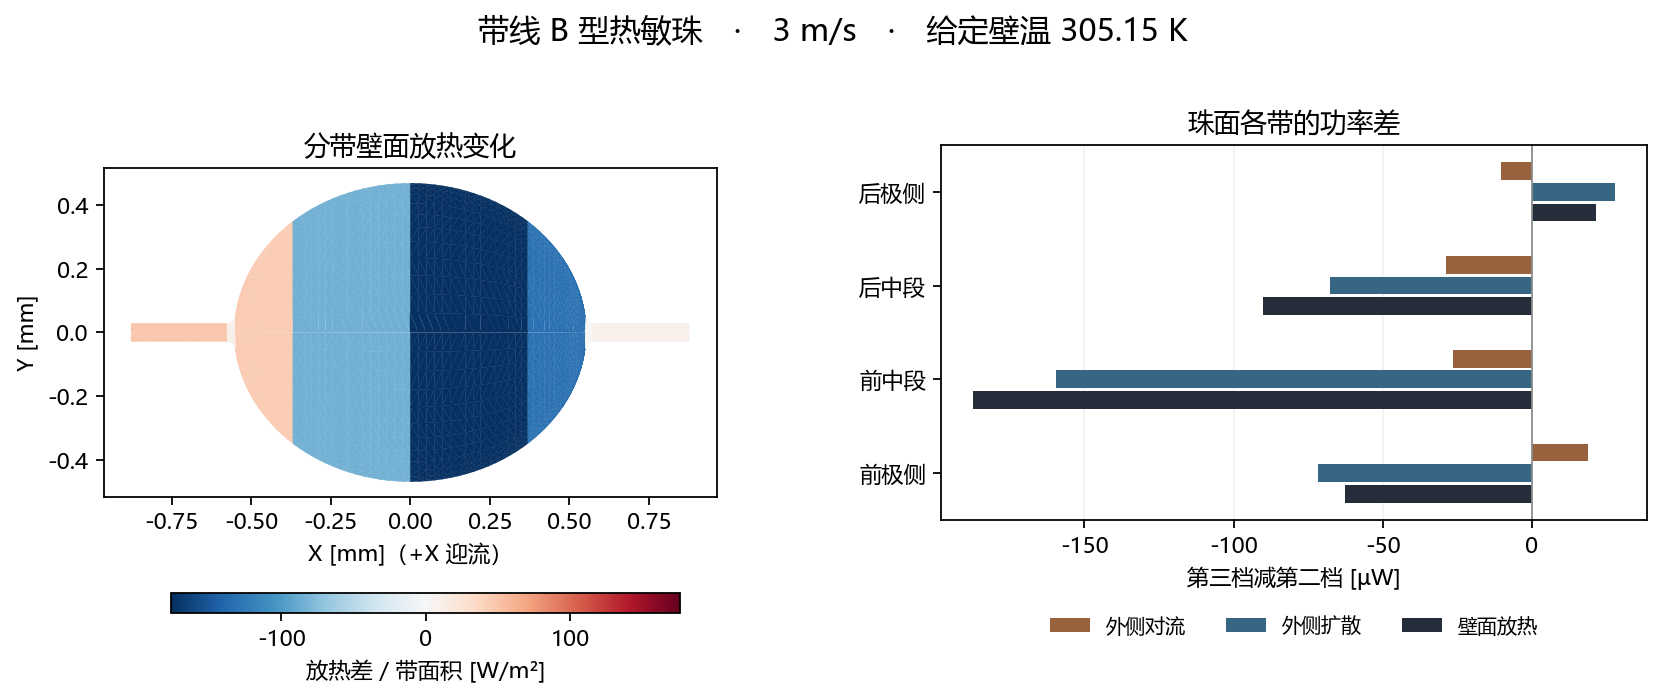 带线 B 型热敏珠 · 3 m/s · 给定壁温 305.15 K
分带壁面放热变化
Y [mm]
0.4
0.2
0.0
-0.2
-0.4
-0.75 -0.50 -0.25 0.00 0.25 0.50 0.75
X [mm]（+X 迎流）
-100 0 100
放热差 / 带面积 [W/m²]
珠面各带的功率差
后极侧
后中段
前中段
前极侧
-150 -100 -50 0
第三档减第二档 [µW]
外侧对流 外侧扩散 壁面放热